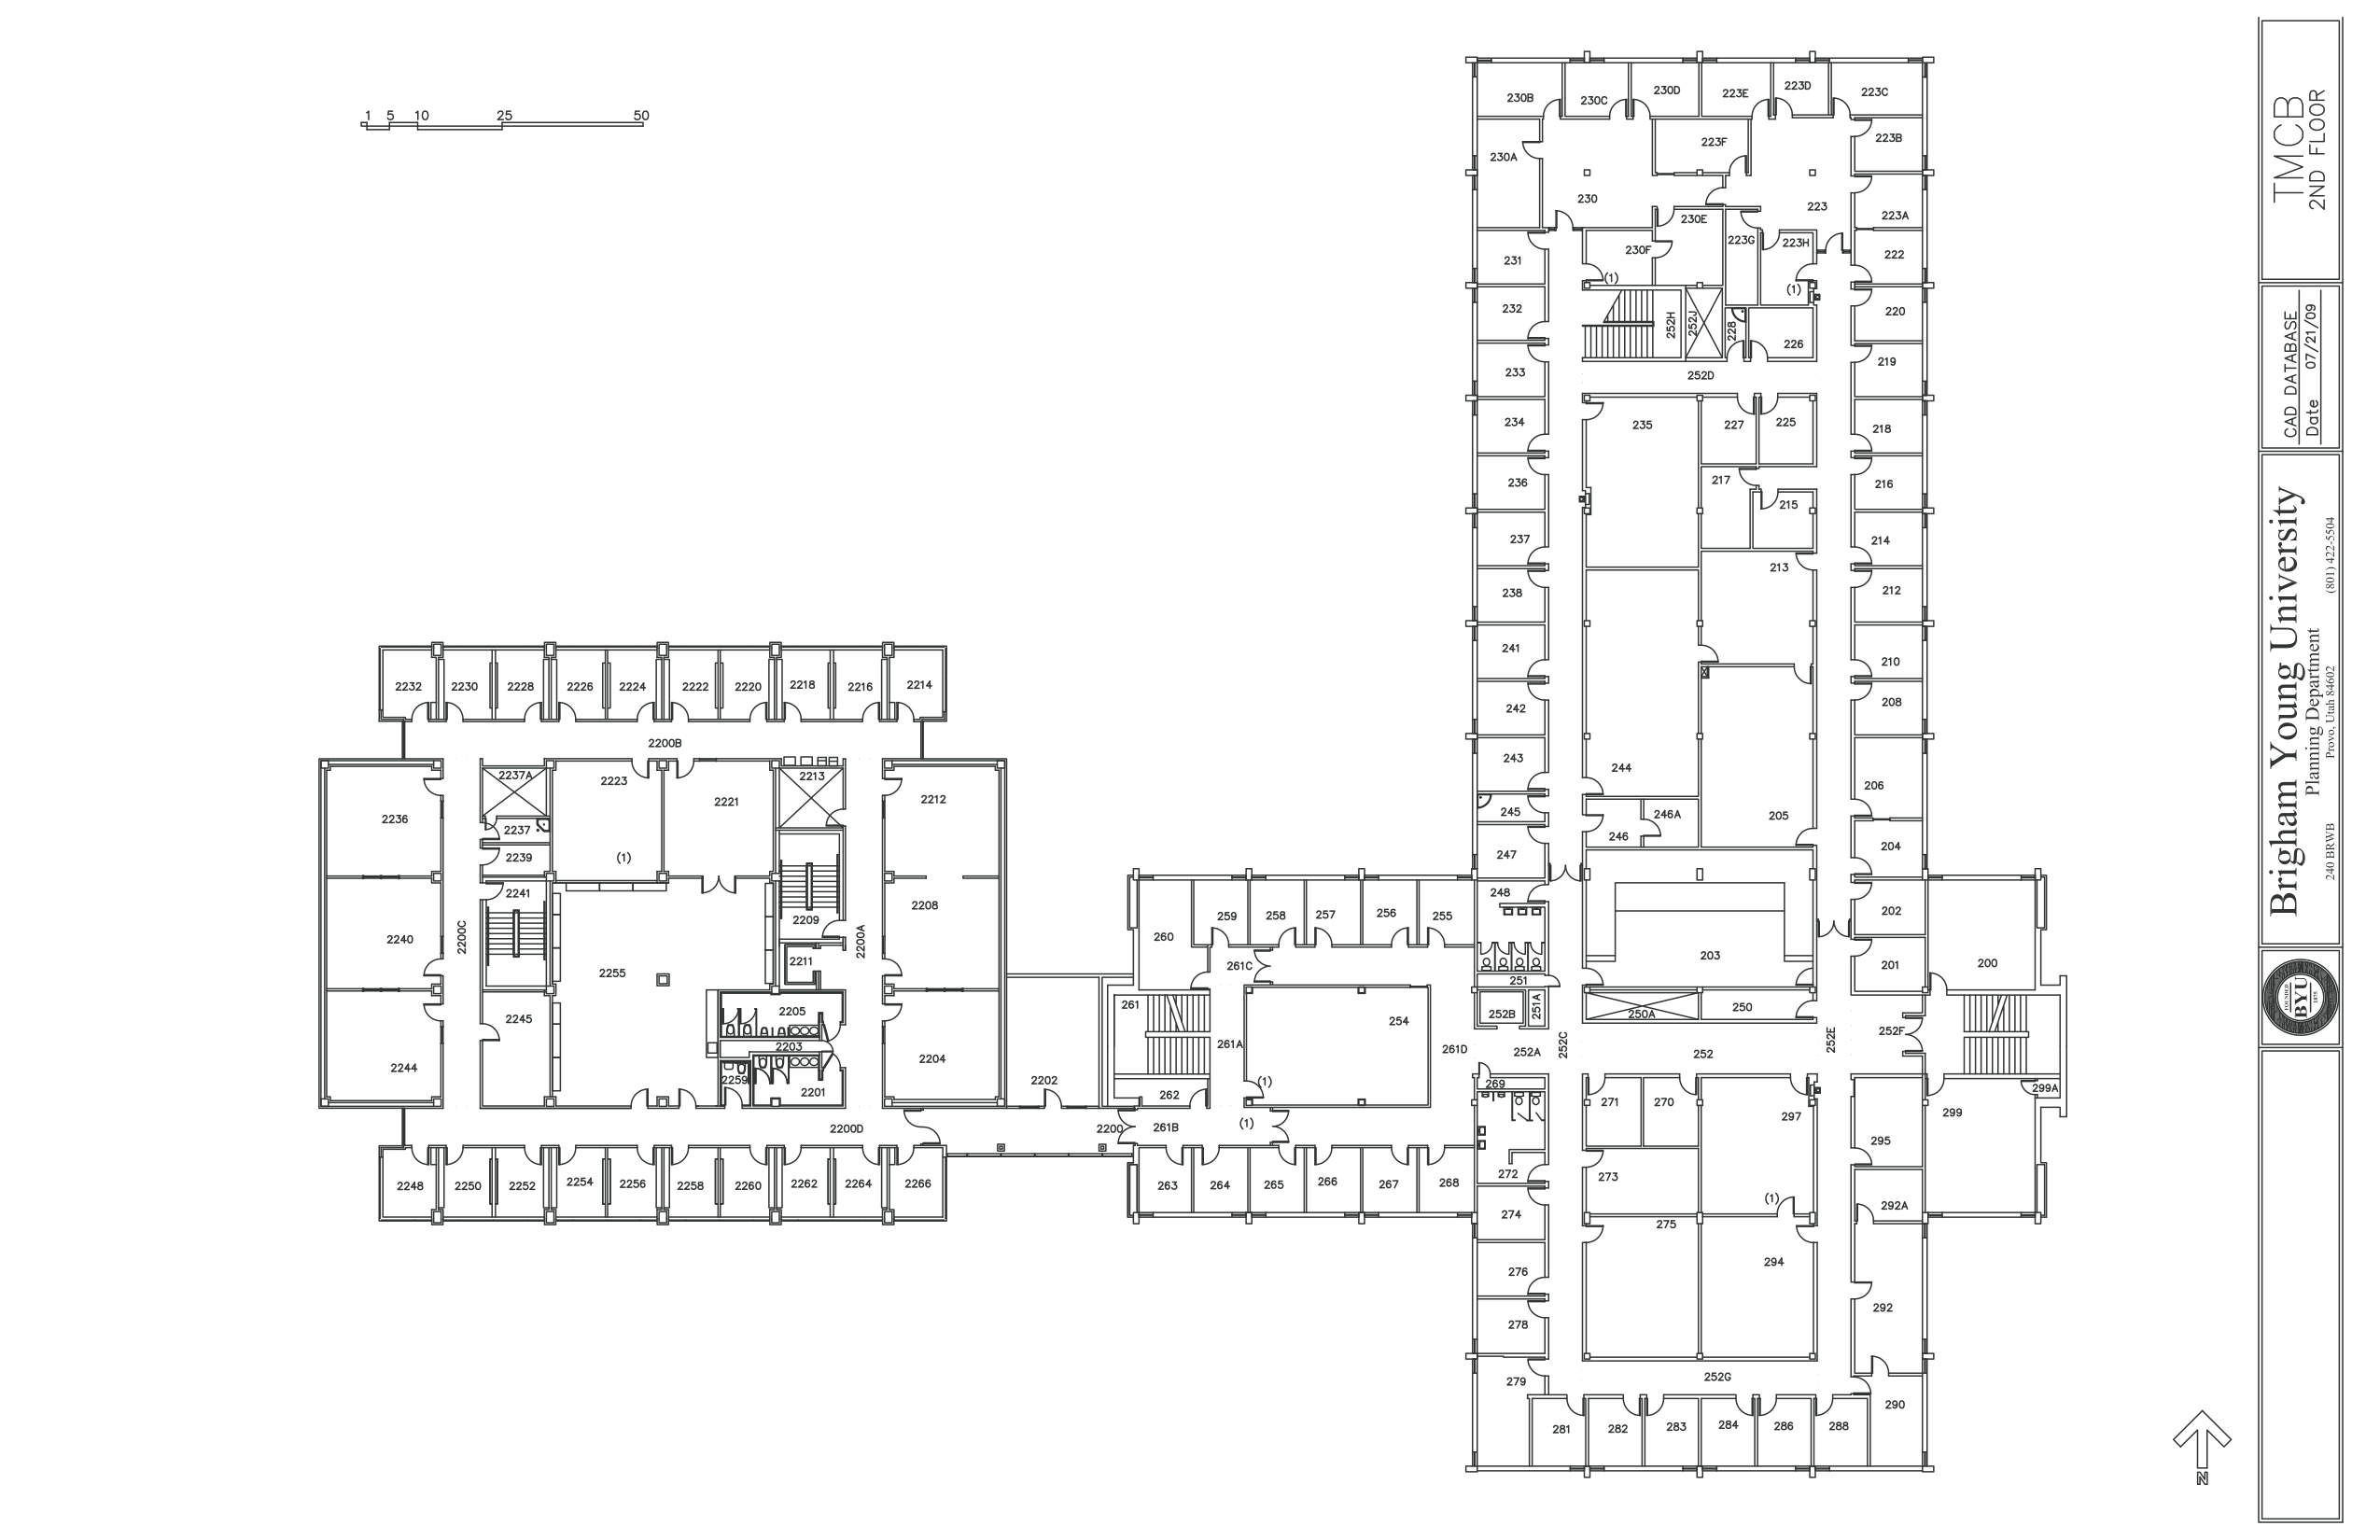 1 5 10 25 50
230B 230C 230D 223E 223D 223C
230A 223F 223B
230 223 223A
230E
231 230F 223G 223H 222
(1) (1)
232 252H 252J 228 226 220
233 252D 219
234 235 227 225 218
236 217 216
215
237 214
213
238 212
241 210
242 208
243 244 206
245 246A 205
246
247 204
248 202
203 201 200
251
252B 251A 250A 250
252A 252C 252 252E 252F
269
271 270 297 299 299A
295
272 273
(1)
292A
274 275
276 294
278 292
279 252G
290
281 282 283 284 286 288
2232 2230 2228 2226 2224 2222 2220 2218 2216 2214
2200B
2237A 2223 2213
2236 2221 2212
2237
2239 (1)
2241
2240 2200C 2209 2200A 2208
2255 2211
2245 2205
2203
2244 2259 2204
2201 2202
2200D 2200
2248 2250 2252 2254 2256 2258 2260 2262 2264 2266
260 259 258 257 256 255
261C
261 254
261A 261D
262 (1)
261B (1)
263 264 265 266 267 268
N
TMCB
2ND FLOOR
CAD DATABASE
Date 07/21/09
Brigham Young University
Planning Department
240 BRWB Provo, Utah 84602 (801) 422-5504
FOUNDED
BYU
1875